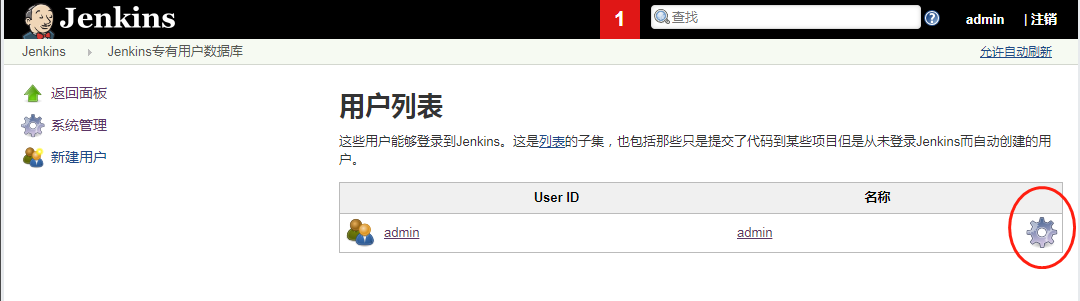 Jenkins
1
查找
admin
| 注销
Jenkins
Jenkins专有用户数据库
允许自动刷新
返回面板
系统管理
新建用户
用户列表
这些用户能够登录到Jenkins。这是列表的子集，也包括那些只是提交了代码到某些项目但是从未登录Jenkins而自动创建的用
户。
User ID
名称
admin
admin